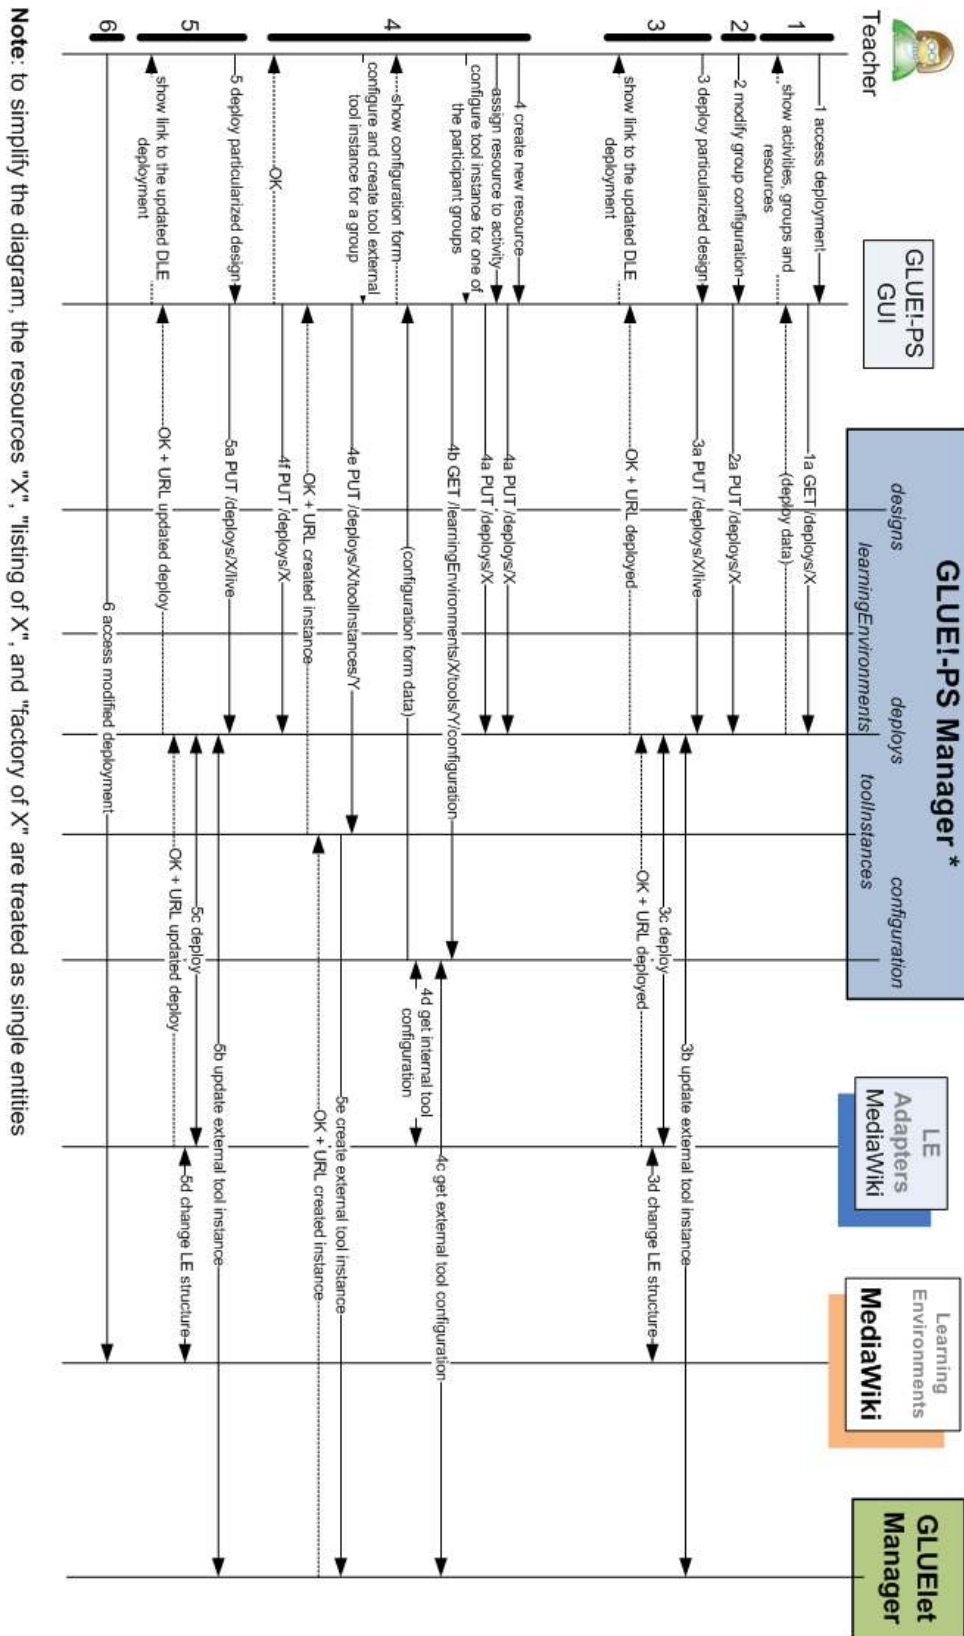 Teacher
GLUE!-PS
GUI
GLUE!-PS Manager *
designs
learningEnvironments
deploys
toolInstances
configuration
LE
Adapters
MediaWiki
Learning
Environments
MediaWiki
GLUElet
Manager
1
1 access deployment
1a GET /deploys/X
(deploy data)
show activities, groups and
resources
2
2 modify group configuration
2a PUT /deploys/X
3
3 deploy particularized design
3a PUT /deploys/X/live
3b update external tool instance
3c deploy
3d change LE structure
OK + URL deployed
OK + URL deployed
show link to the updated DLE
deployment
4
4 create new resource
4a PUT /deploys/X
assign resource to activity
4a PUT /deploys/X
configure tool instance for one of
the participant groups
4b GET /learningEnvironments/X/tools/Y/configuration
4c get external tool configuration
4d get internal tool
configuration
(configuration form data)
show configuration form
configure and create tool external
tool instance for a group
4e PUT /deploys/X/toolInstances/Y
5e create external tool instance
OK + URL created instance
OK + URL created instance
4f PUT /deploys/X
OK
5
5 deploy particularized design
5a PUT /deploys/X/live
5b update external tool instance
5c deploy
5d change LE structure
OK + URL updated deploy
OK + URL updated deploy
show link to the updated DLE
deployment
6
6 access modified deployment
Note: to simplify the diagram, the resources "X", "listing of X", and "factory of X" are treated as single entities